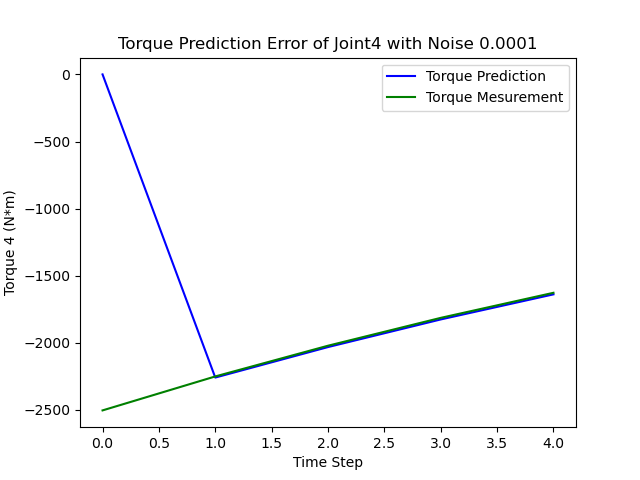 Torque Prediction Error of Joint4 with Noise 0.0001
Torque Prediction
Torque Mesurement
Torque 4 (N*m)
0
−500
−1000
−1500
−2000
−2500
0.0 0.5 1.0 1.5 2.0 2.5 3.0 3.5 4.0
Time Step